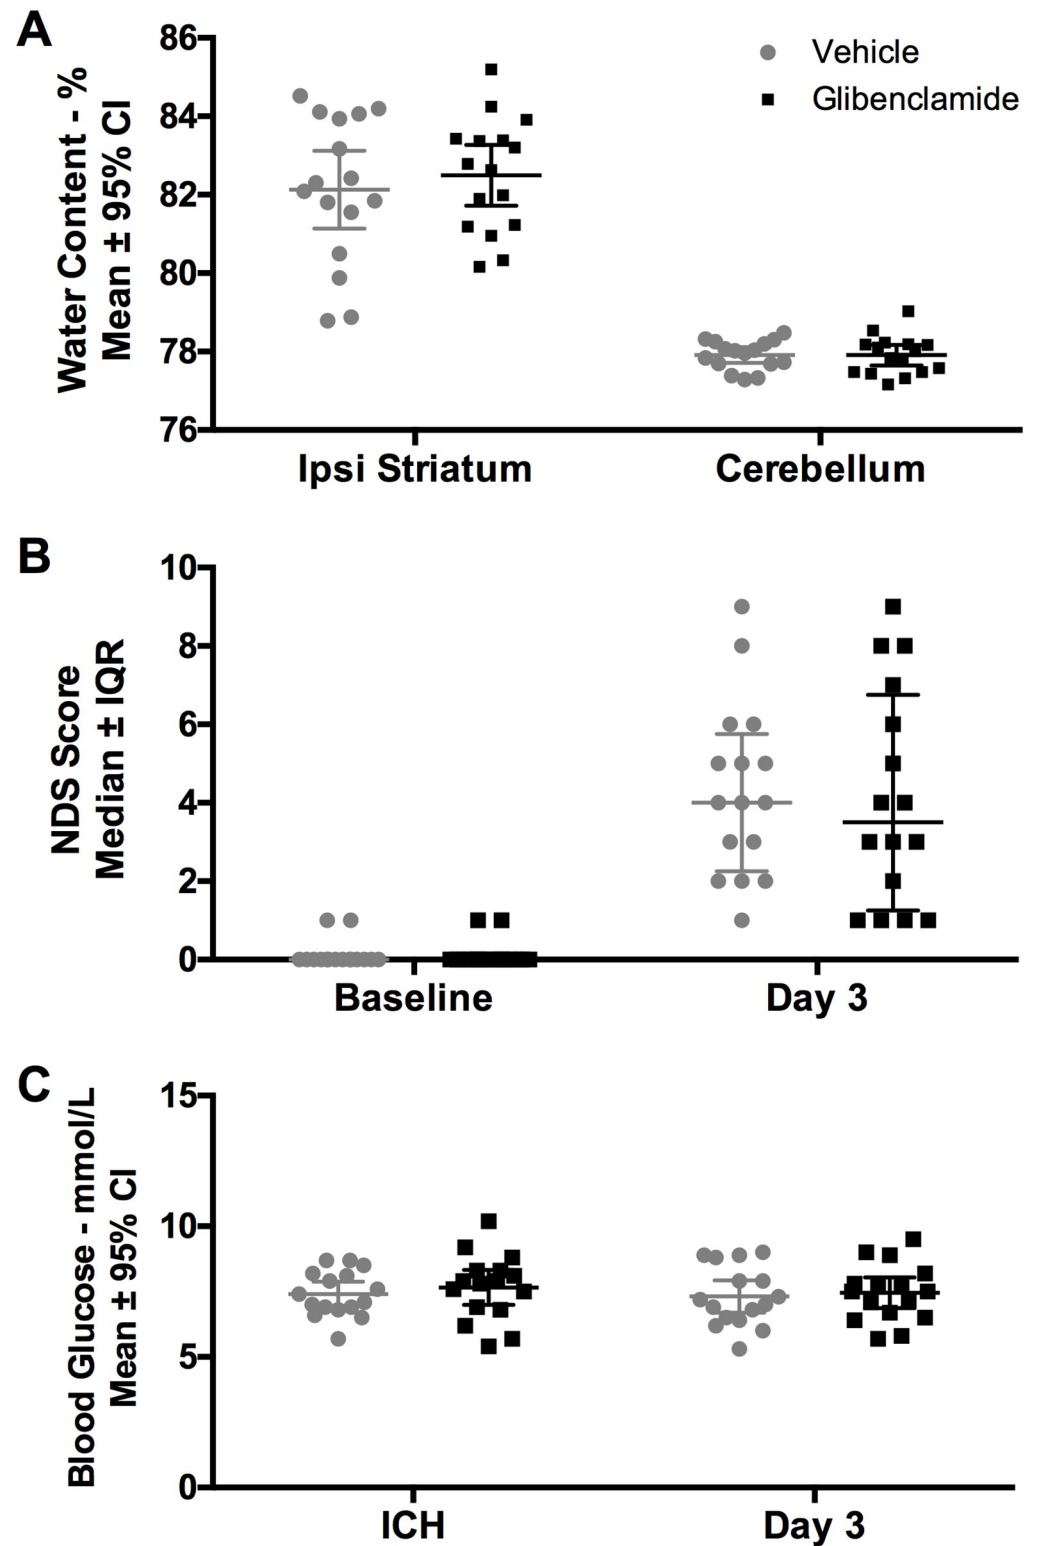 A
Water Content - %
Mean ± 95% CI
86
84
82
80
78
76
Vehicle
Glibenclamide
Ipsi Striatum
Cerebellum
B
NDS Score
Median ± IQR
10
8
6
4
2
0
Baseline
Day 3
C
Blood Glucose - mmol/L
Mean ± 95% CI
15
10
5
0
ICH
Day 3